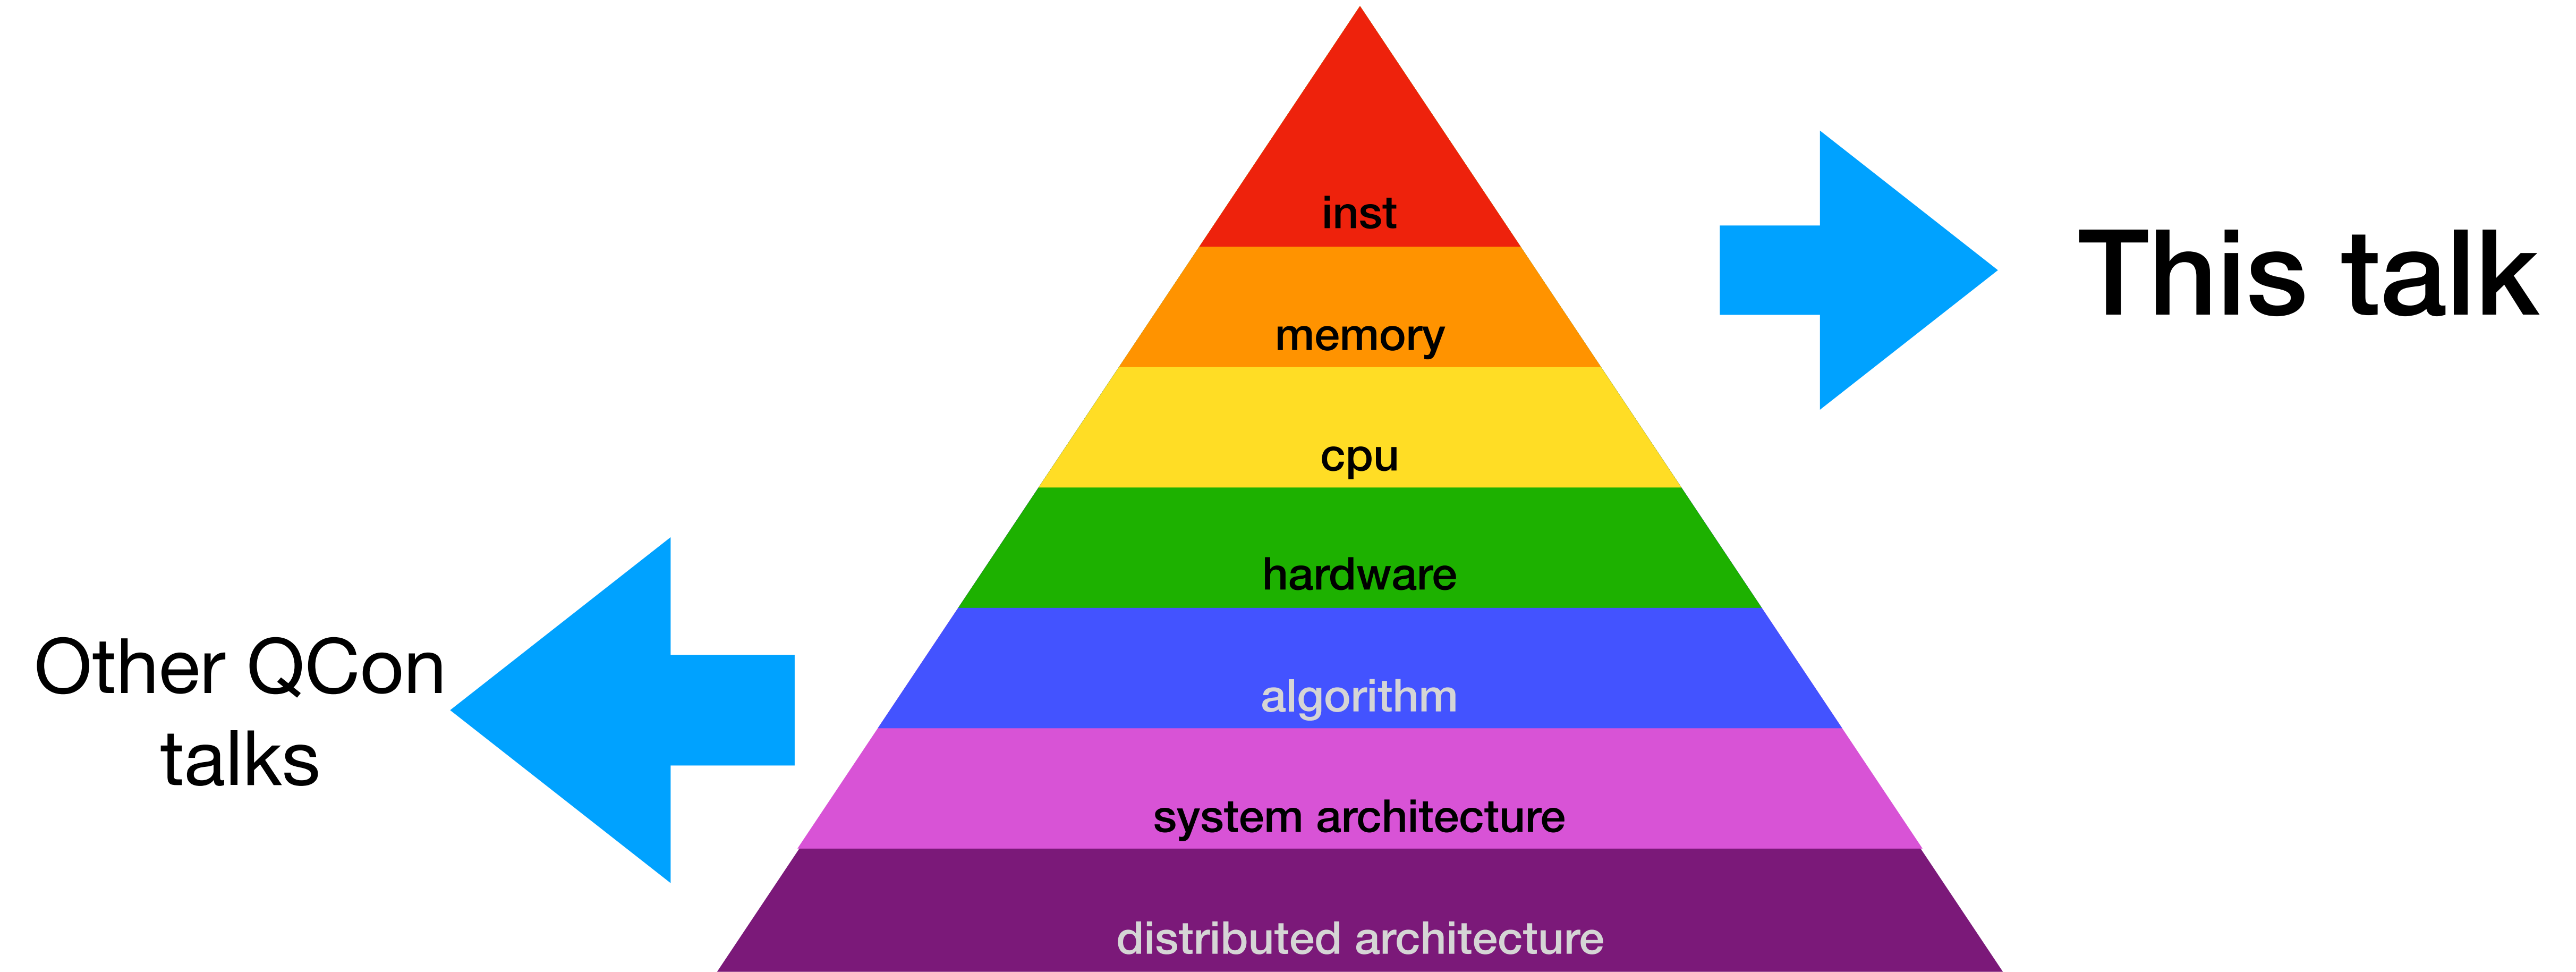 inst
This talk
memory
cpu
hardware
Other QCon
talks
algorithm
system architecture
distributed architecture